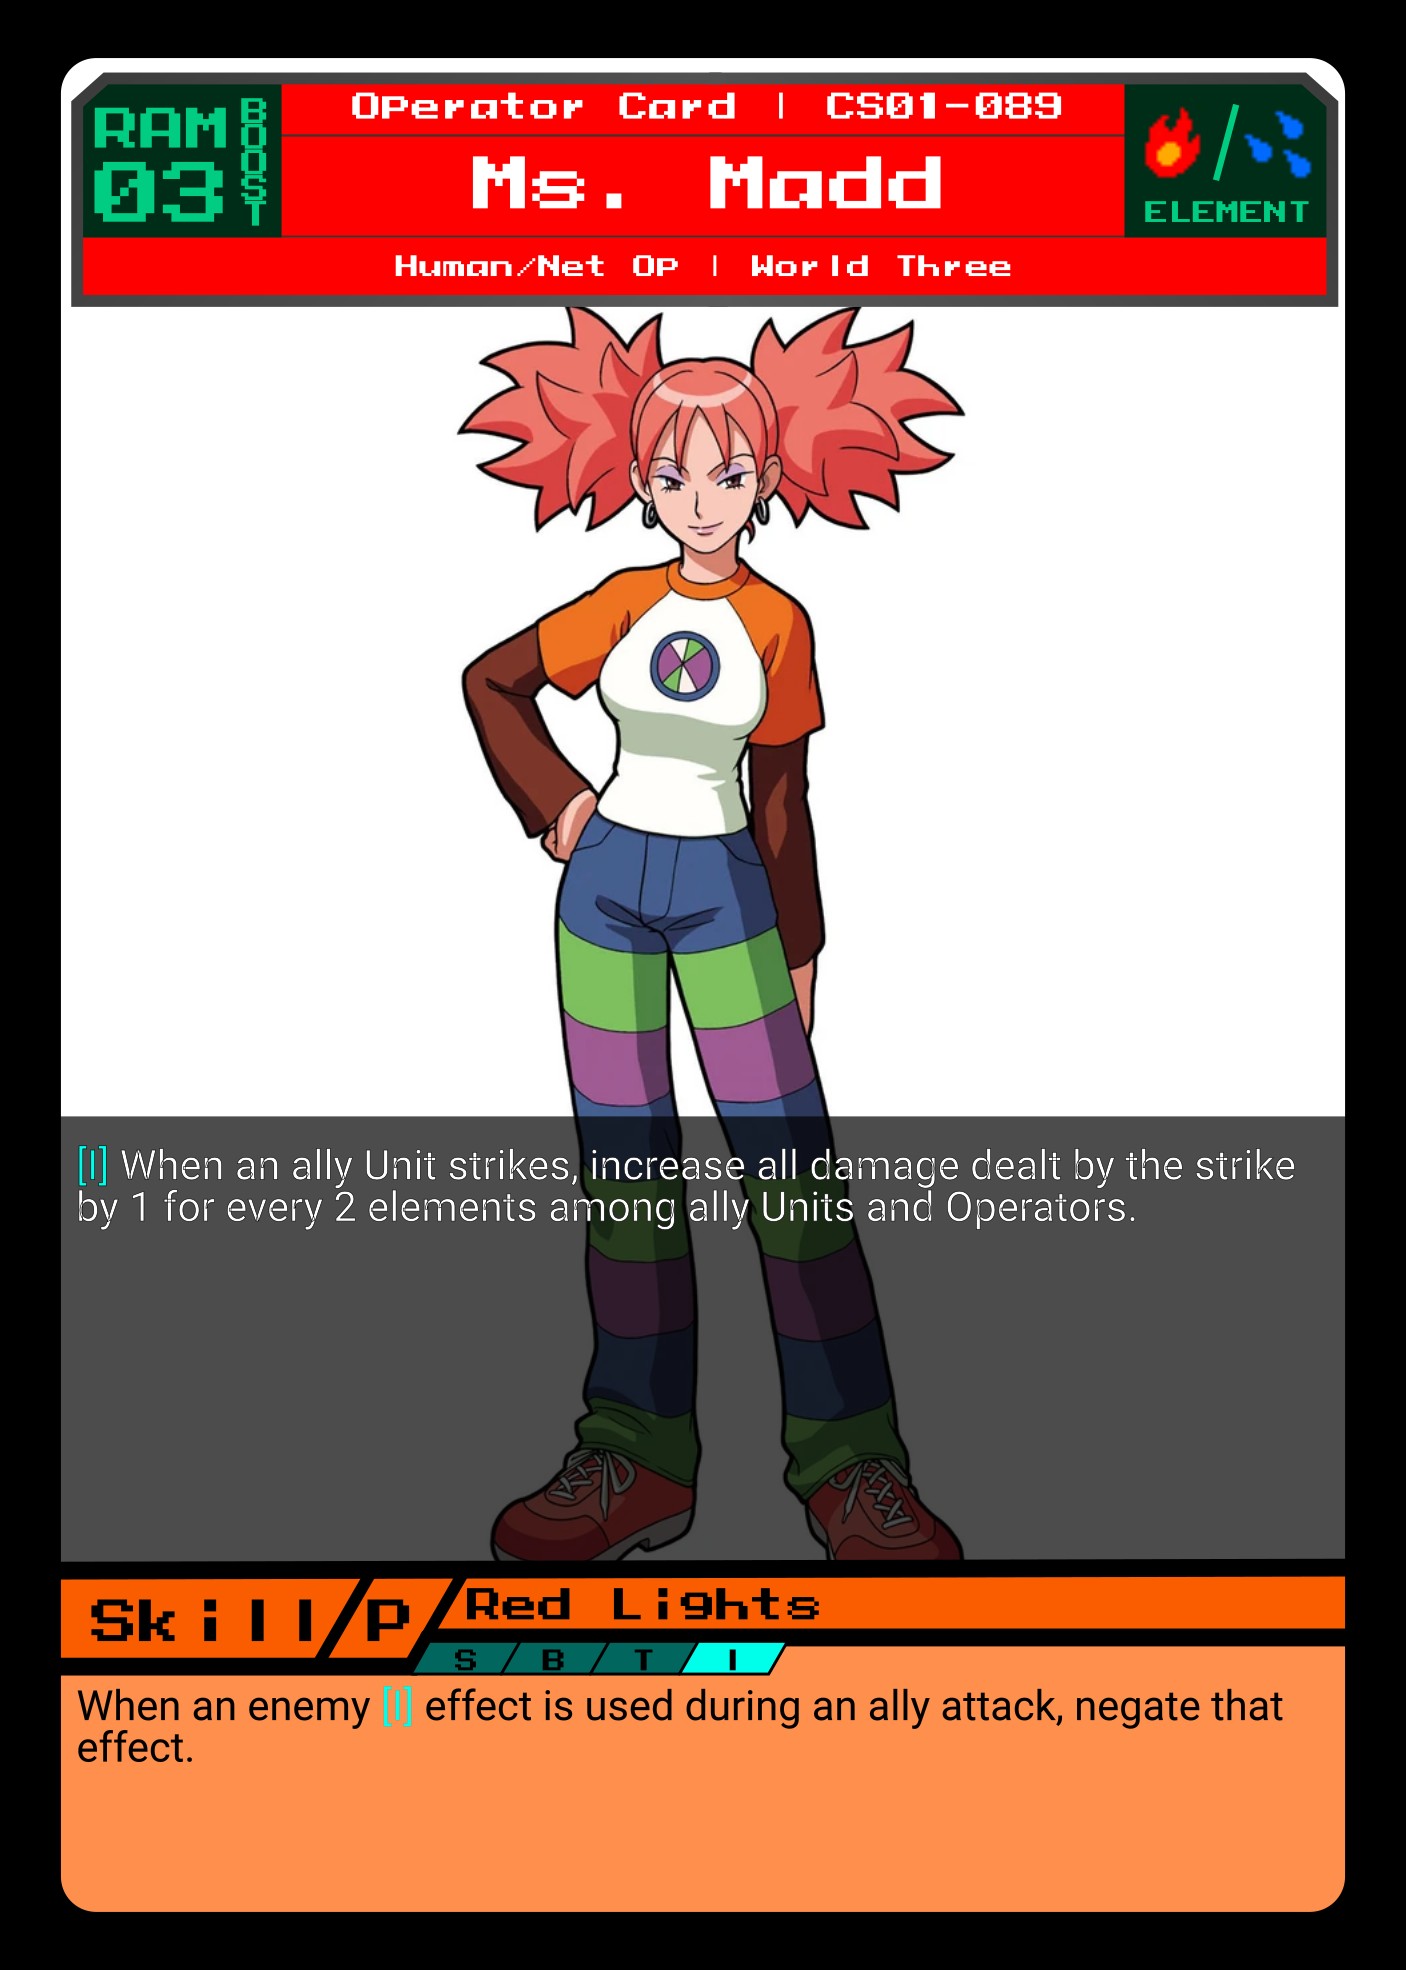 RAM
03
BOOST
Operator Card | CS01-089
Ms. Madd
ELEMENT
Human/Net Op | World Three
[I] When an ally Unit strikes, increase all damage dealt by the strike
by 1 for every 2 elements among ally Units and Operators.
Skill/P/Red Lights
S / B / T / I
When an enemy [I] effect is used during an ally attack, negate that
effect.